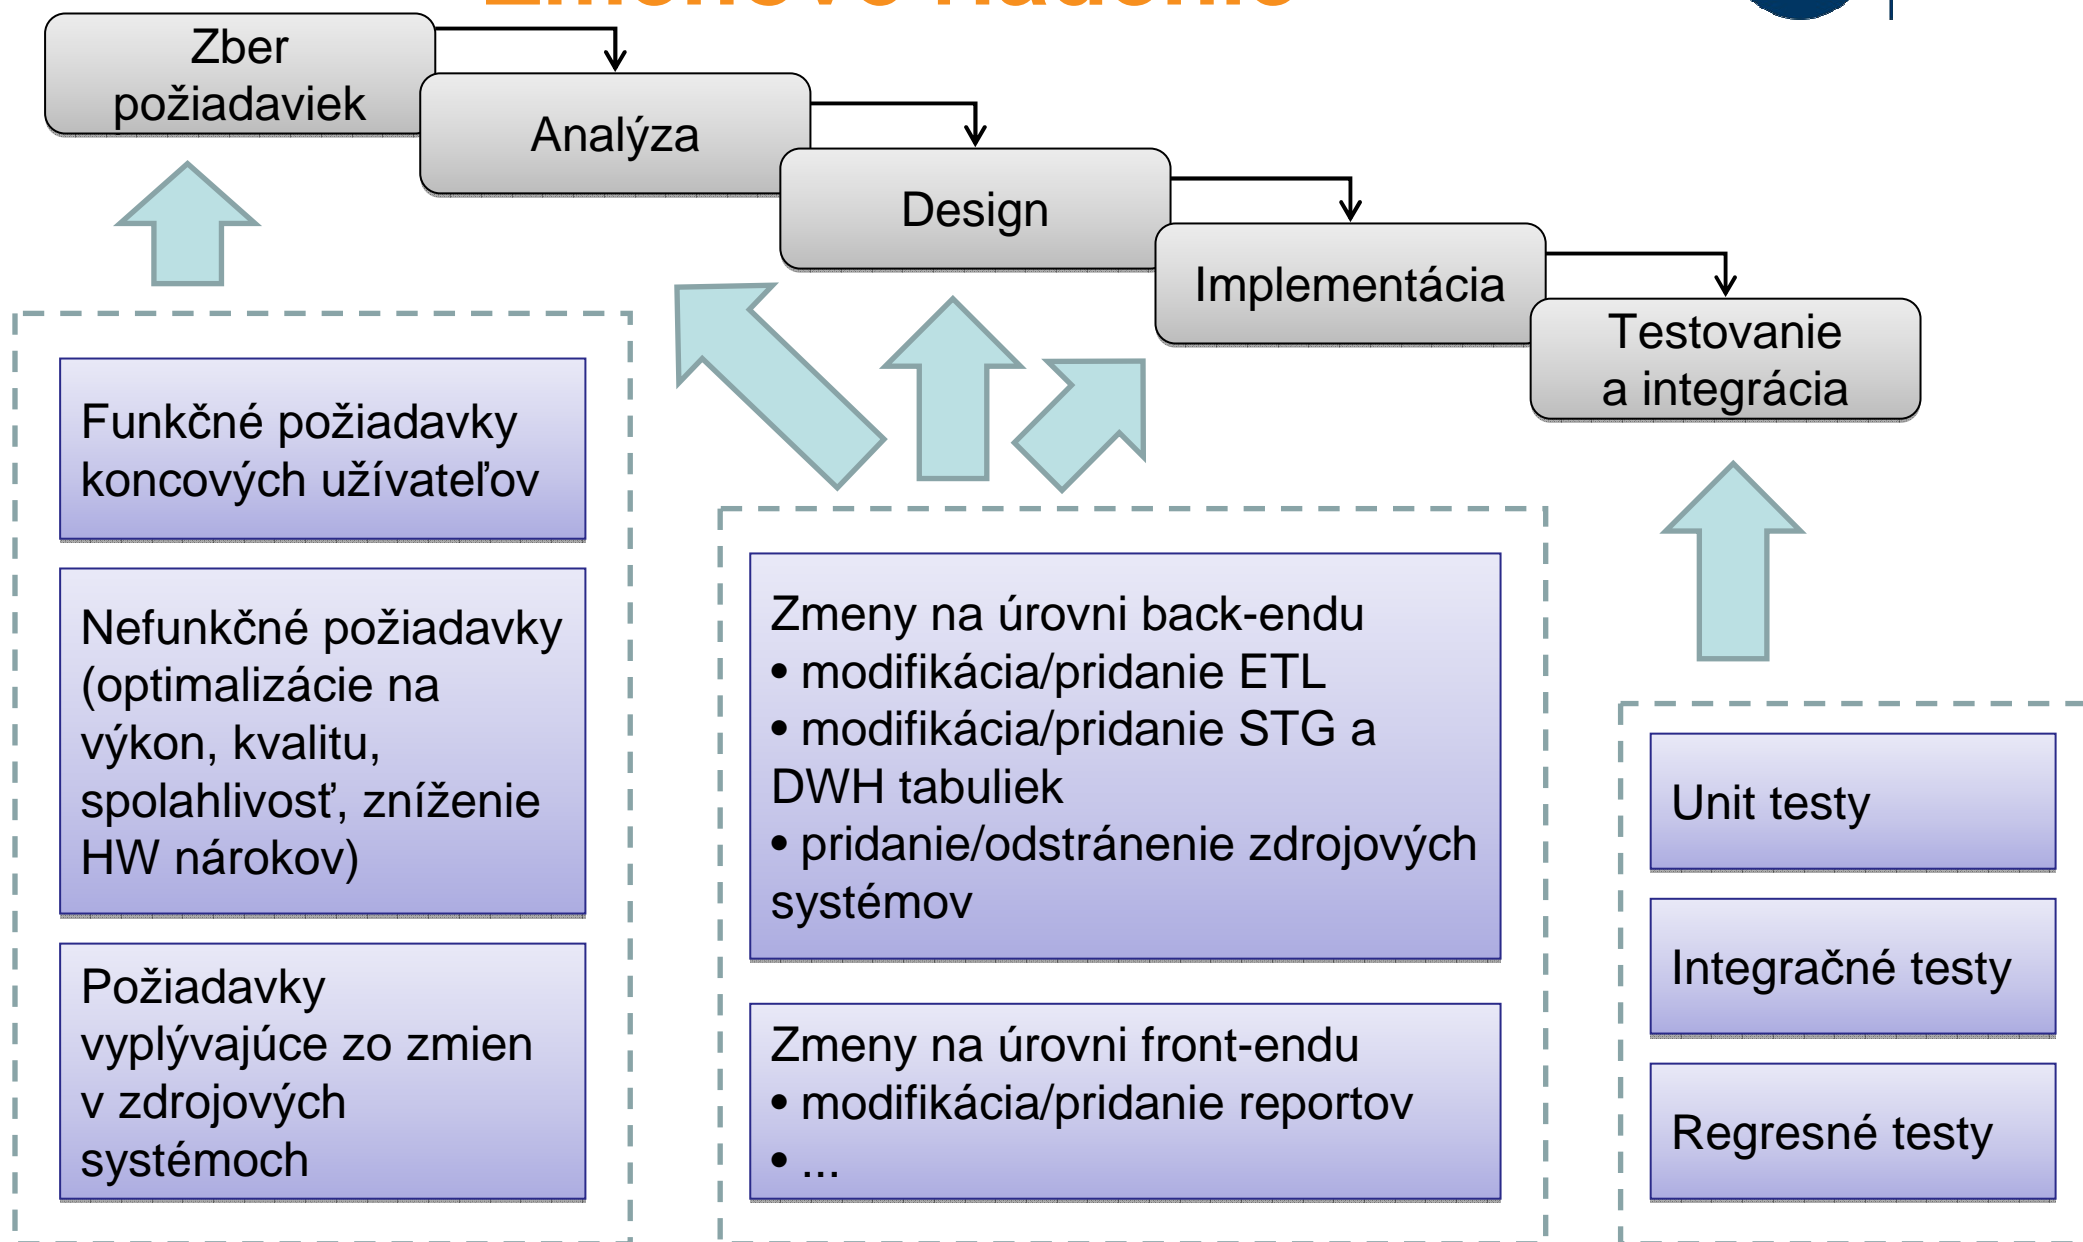 Zmenové riadenie
Zber
požiadaviek
Analýza
Design
Implementácia
Testovanie
a integrácia
Funkčné požiadavky
koncových užívateľov
Nefunkčné požiadavky
(optimalizácie na
výkon, kvalitu,
spolahlivosť, zníženie
HW nárokov)
Požiadavky
vyplývajúce zo zmien
v zdrojových
systémoch
Zmeny na úrovni back-endu
• modifikácia/pridanie ETL
• modifikácia/pridanie STG a
DWH tabuliek
• pridanie/odstránenie zdrojových
systémov
Zmeny na úrovni front-endu
• modifikácia/pridanie reportov
• ...
Unit testy
Integračné testy
Regresné testy